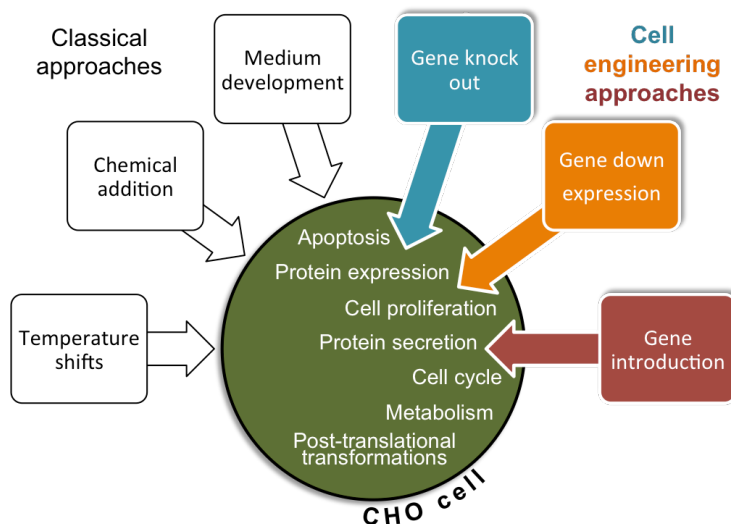 Classical
approaches
Medium
development
Gene knock
out
Cell
engineering
approaches
Chemical
addition
Gene down
expression
Temperature
shifts
Gene
introduction
Apoptosis
Protein expression
Cell proliferation
Protein secretion
Cell cycle
Metabolism
Post-translational
transformations
CHO cell